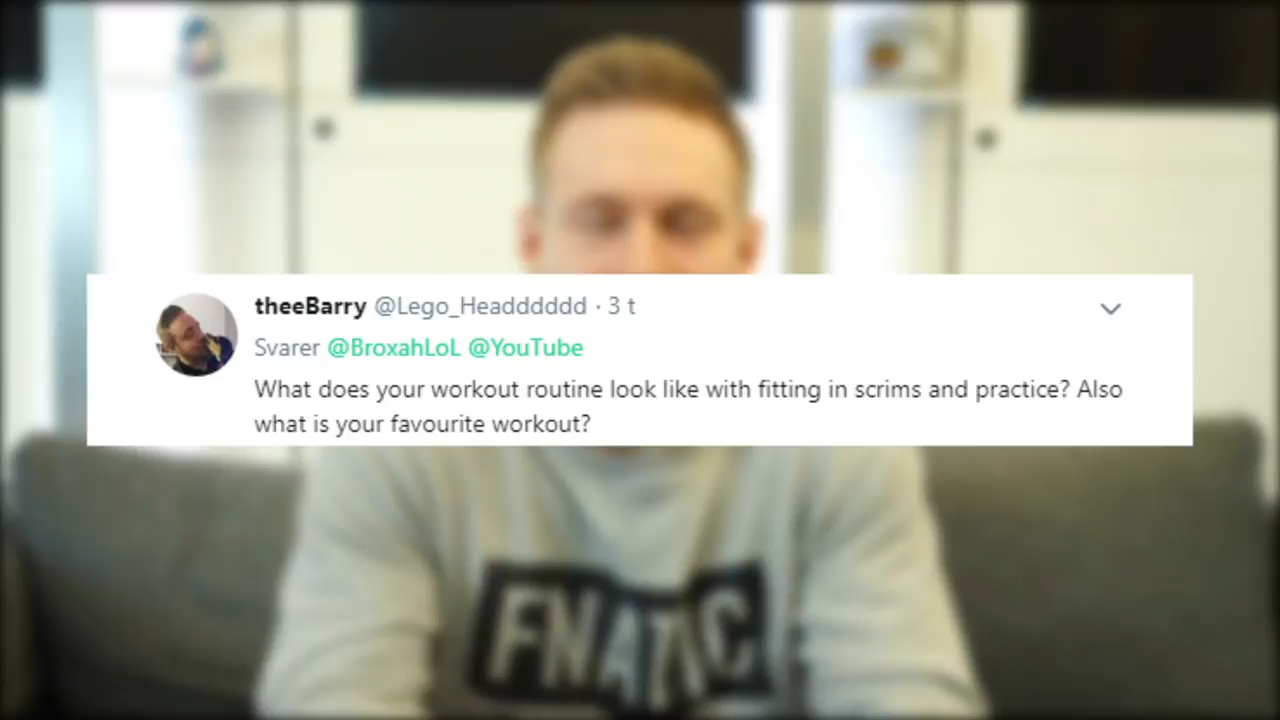 theeBarry @Lego_Headddddd · 3 t
Svarer @BroxahLoL @YouTube
What does your workout routine look like with fitting in scrims and practice? Also
what is your favourite workout?
FNATIC